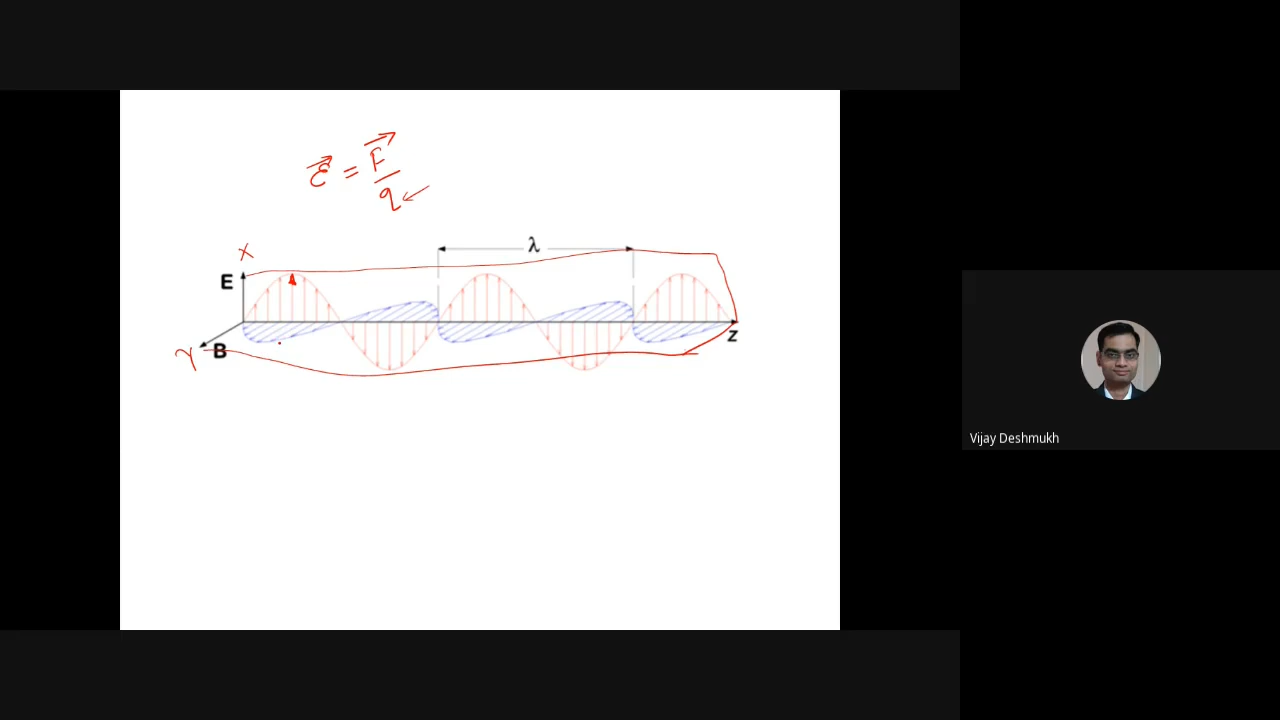 ℰ⃗ = F⃗/q
X
λ
E
Y B
Z
Vijay Deshmukh